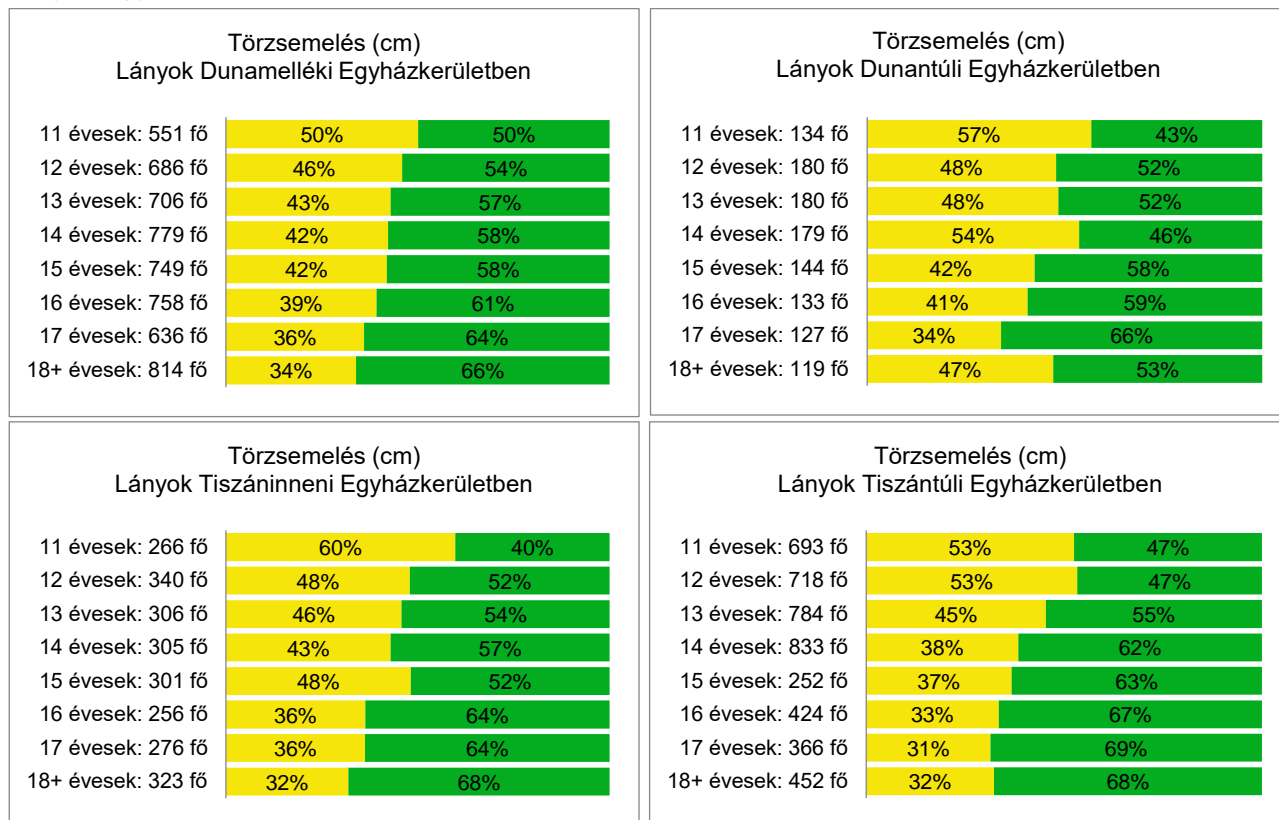 Törzsemelés (cm)
Lányok Dunamelléki Egyházkerületben
11 évesek: 551 fő 50% 50%
12 évesek: 686 fő 46% 54%
13 évesek: 706 fő 43% 57%
14 évesek: 779 fő 42% 58%
15 évesek: 749 fő 42% 58%
16 évesek: 758 fő 39% 61%
17 évesek: 636 fő 36% 64%
18+ évesek: 814 fő 34% 66%
Törzsemelés (cm)
Lányok Dunantúli Egyházkerületben
11 évesek: 134 fő 57% 43%
12 évesek: 180 fő 48% 52%
13 évesek: 180 fő 48% 52%
14 évesek: 179 fő 54% 46%
15 évesek: 144 fő 42% 58%
16 évesek: 133 fő 41% 59%
17 évesek: 127 fő 34% 66%
18+ évesek: 119 fő 47% 53%
Törzsemelés (cm)
Lányok Tiszáninneni Egyházkerületben
11 évesek: 266 fő 60% 40%
12 évesek: 340 fő 48% 52%
13 évesek: 306 fő 46% 54%
14 évesek: 305 fő 43% 57%
15 évesek: 301 fő 48% 52%
16 évesek: 256 fő 36% 64%
17 évesek: 276 fő 36% 64%
18+ évesek: 323 fő 32% 68%
Törzsemelés (cm)
Lányok Tiszántúli Egyházkerületben
11 évesek: 693 fő 53% 47%
12 évesek: 718 fő 53% 47%
13 évesek: 784 fő 45% 55%
14 évesek: 833 fő 38% 62%
15 évesek: 252 fő 37% 63%
16 évesek: 424 fő 33% 67%
17 évesek: 366 fő 31% 69%
18+ évesek: 452 fő 32% 68%